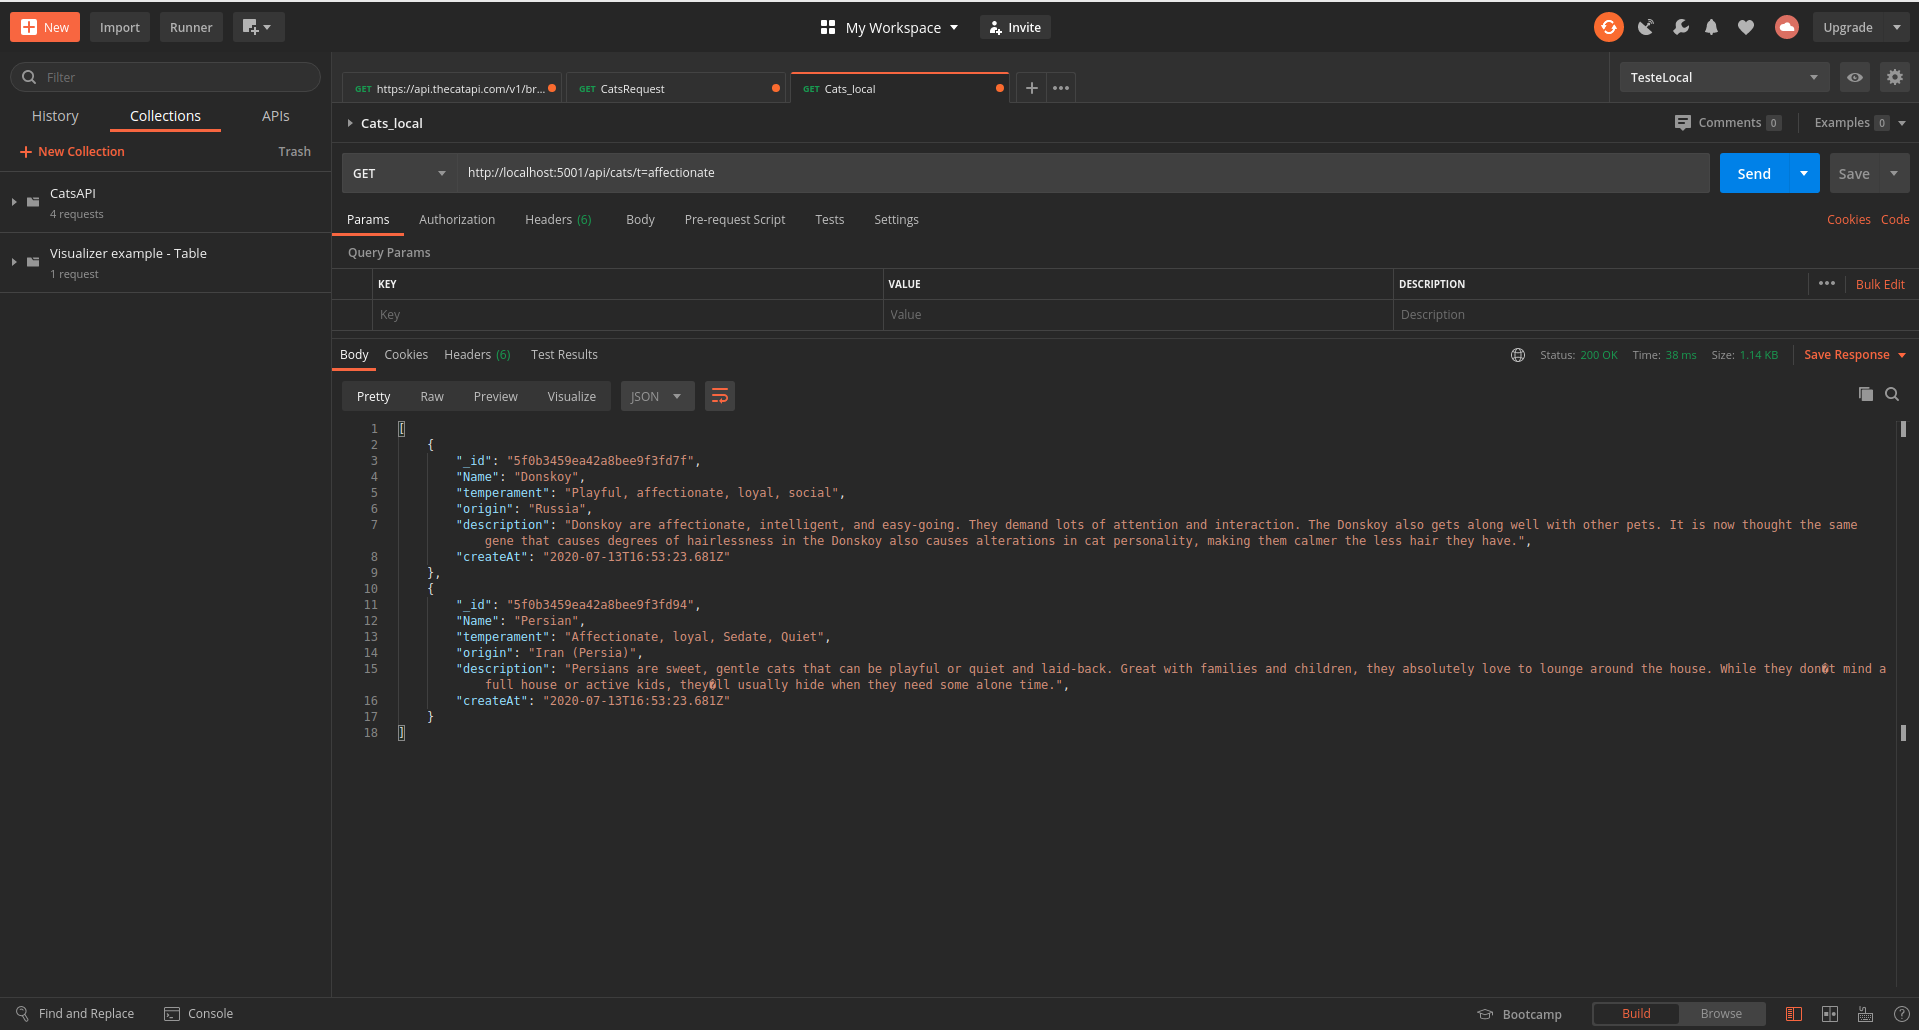 New Import Runner My Workspace Invite Upgrade
Filter
History Collections APIs
New Collection Trash
CatsAPI
4 requests
Visualizer example - Table
1 request
GET https://api.thecatapi.com/v1/br... GET CatsRequest GET Cats_local TesteLocal
Cats_local Comments 0 Examples 0
GET http://localhost:5001/api/cats/t=affectionate Send Save
Params Authorization Headers (6) Body Pre-request Script Tests Settings Cookies Code
Query Params
KEY VALUE DESCRIPTION Bulk Edit
Key Value Description
Body Cookies Headers (6) Test Results Status: 200 OK Time: 38 ms Size: 1.14 KB Save Response
Pretty Raw Preview Visualize JSON
1 [
2 {
3 "_id": "5f0b3459ea42a8bee9f3fd7f",
4 "Name": "Donskoy",
5 "temperament": "Playful, affectionate, loyal, social",
6 "origin": "Russia",
7 "description": "Donskoy are affectionate, intelligent, and easy-going. They demand lots of attention and interaction. The Donskoy also gets along well with other pets. It is now thought the same
gene that causes degrees of hairlessness in the Donskoy also causes alterations in cat personality, making them calmer the less hair they have.",
8 "createAt": "2020-07-13T16:53:23.681Z"
9 },
10 {
11 "_id": "5f0b3459ea42a8bee9f3fd94",
12 "Name": "Persian",
13 "temperament": "Affectionate, loyal, Sedate, Quiet",
14 "origin": "Iran (Persia)",
15 "description": "Persians are sweet, gentle cats that can be playful or quiet and laid-back. Great with families and children, they absolutely love to lounge around the house. While they don�t mind a
full house or active kids, they�ll usually hide when they need some alone time.",
16 "createAt": "2020-07-13T16:53:23.681Z"
17 }
18 ]
Find and Replace Console Bootcamp Build Browse